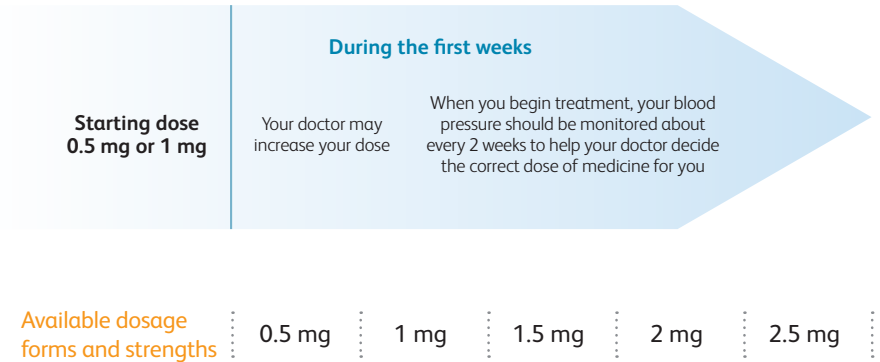 During the first weeks
Starting dose
0.5 mg or 1 mg
Your doctor may
increase your dose
When you begin treatment, your blood
pressure should be monitored about
every 2 weeks to help your doctor decide
the correct dose of medicine for you
Available dosage
forms and strengths
0.5 mg
1 mg
1.5 mg
2 mg
2.5 mg